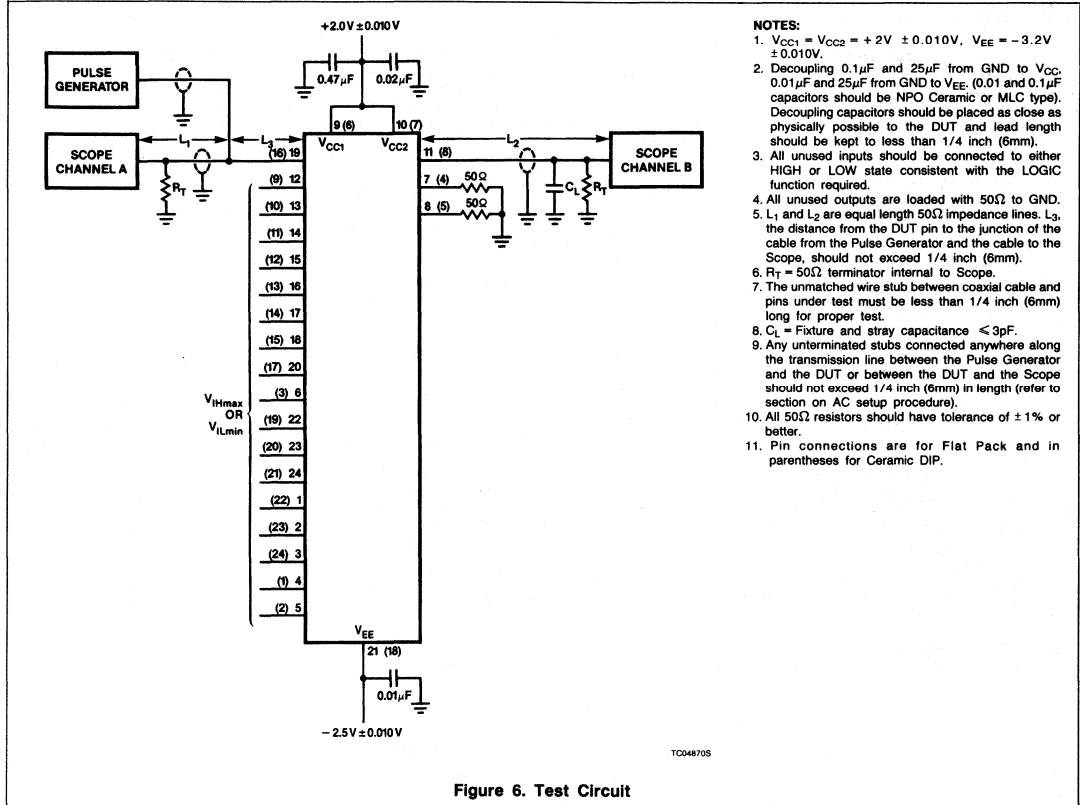 +2.0V ±0.010V
PULSE
GENERATOR
0.47μF
0.02μF
SCOPE
CHANNEL A
L1
L3
RT
9 (6)
10 (7)
VCC1
VCC2
L2
SCOPE
CHANNEL B
(16) 19
11 (8)
CL
RT
(9) 12
7 (4)
50Ω
(10) 13
8 (5)
50Ω
(11) 14
(12) 15
(13) 16
(14) 17
(15) 18
(17) 20
(3) 6
VIHmax
OR
VILmin
(19) 22
(20) 23
(21) 24
(22) 1
(23) 2
(24) 3
(1) 4
(2) 5
VEE
21 (18)
0.01μF
− 2.5V ±0.010V
NOTES:
1. VCC1 = VCC2 = +2V ±0.010V, VEE = −3.2V
±0.010V.
2. Decoupling 0.1μF and 25μF from GND to VCC,
0.01μF and 25μF from GND to VEE. (0.01 and 0.1μF
capacitors should be NPO Ceramic or MLC type).
Decoupling capacitors should be placed as close as
physically possible to the DUT and lead length
should be kept to less than 1/4 inch (6mm).
3. All unused inputs should be connected to either
HIGH or LOW state consistent with the LOGIC
function required.
4. All unused outputs are loaded with 50Ω to GND.
5. L1 and L2 are equal length 50Ω impedance lines. L3,
the distance from the DUT pin to the junction of the
cable from the Pulse Generator and the cable to the
Scope, should not exceed 1/4 inch (6mm).
6. RT = 50Ω terminator internal to Scope.
7. The unmatched wire stub between coaxial cable and
pins under test must be less than 1/4 inch (6mm)
long for proper test.
8. CL = Fixture and stray capacitance ⩽ 3pF.
9. Any unterminated stubs connected anywhere along
the transmission line between the Pulse Generator
and the DUT or between the DUT and the Scope
should not exceed 1/4 inch (6mm) in length (refer to
section on AC setup procedure).
10. All 50Ω resistors should have tolerance of ±1% or
better.
11. Pin connections are for Flat Pack and in
parentheses for Ceramic DIP.
TC04870S
Figure 6. Test Circuit